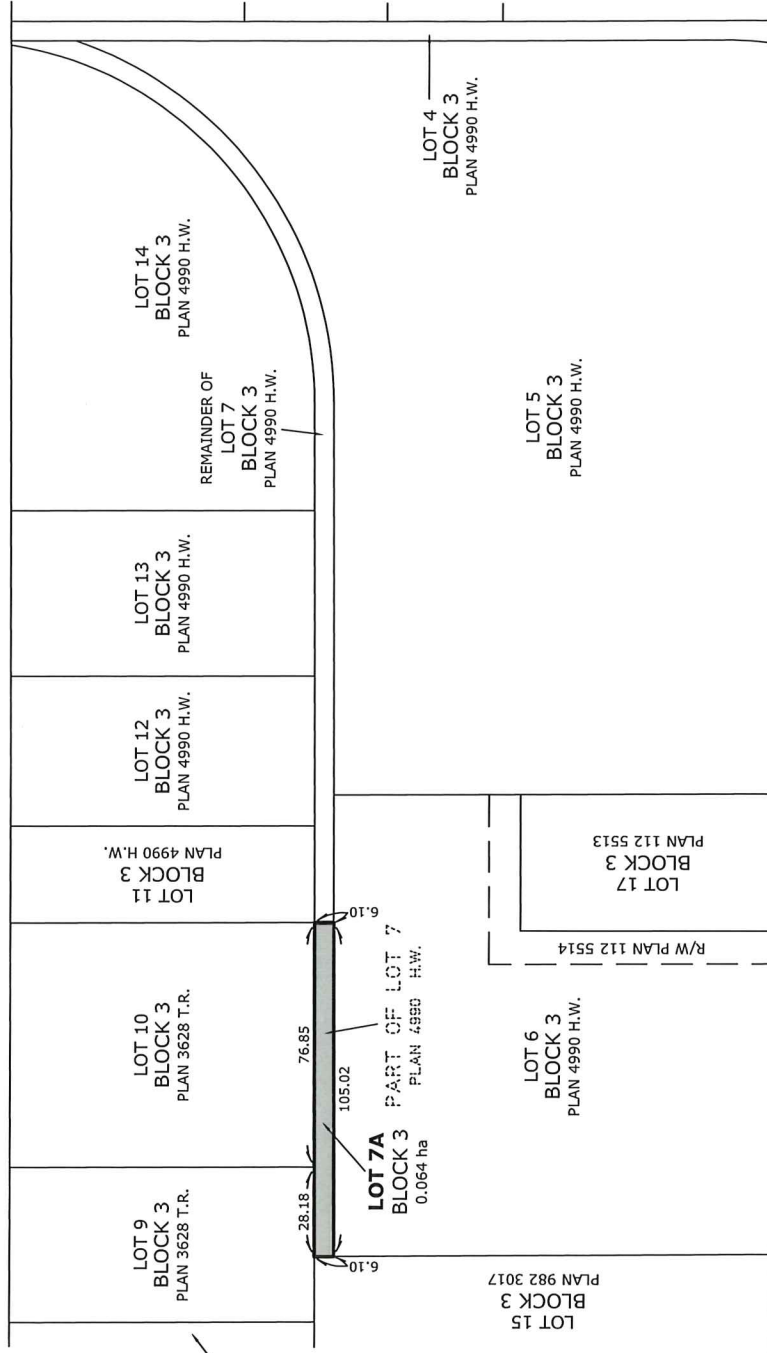 LOT 9
BLOCK 3
PLAN 3628 T.R.
LOT 10
BLOCK 3
PLAN 3628 T.R.
LOT 11
BLOCK 3
PLAN 4990 H.W.
LOT 12
BLOCK 3
PLAN 4990 H.W.
LOT 13
BLOCK 3
PLAN 4990 H.W.
LOT 14
BLOCK 3
PLAN 4990 H.W.
REMAINDER OF
LOT 7
BLOCK 3
PLAN 4990 H.W.
28.18
76.85
6.10
6.10
105.02
LOT 7A
BLOCK 3
0.064 ha
PART OF LOT 7
PLAN 4990 H.W.
LOT 15
BLOCK 3
PLAN 982 3017
LOT 6
BLOCK 3
PLAN 4990 H.W.
R/W PLAN 112 5514
LOT 17
BLOCK 3
PLAN 112 5513
LOT 5
BLOCK 3
PLAN 4990 H.W.
LOT 4
BLOCK 3
PLAN 4990 H.W.